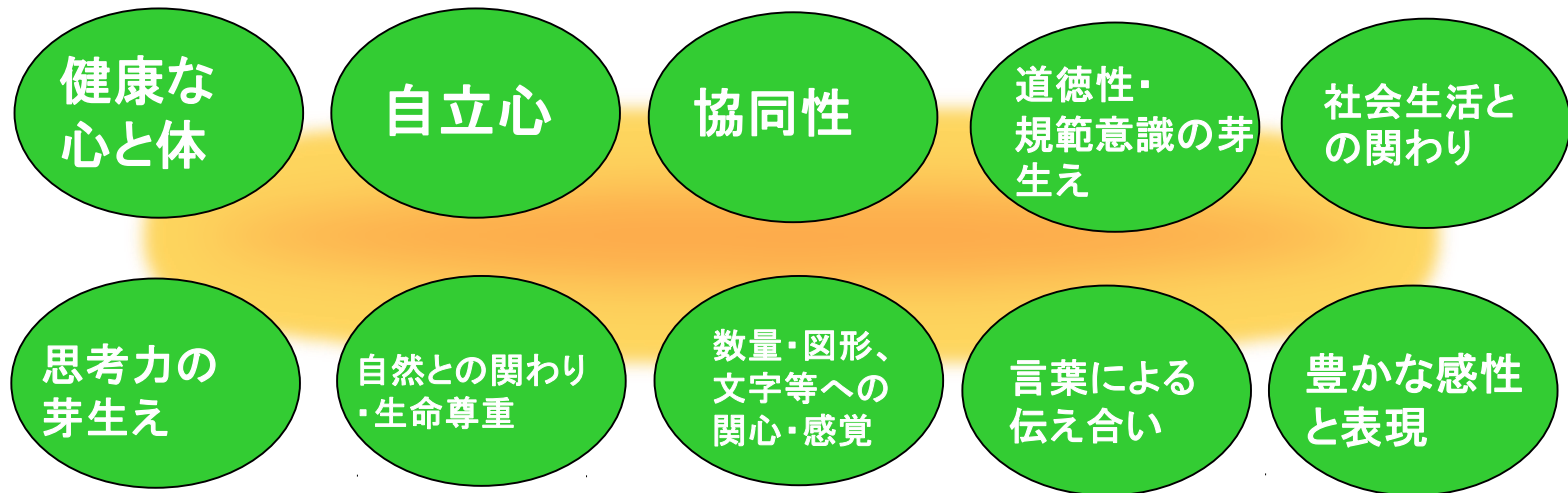 健康な
心と体
自立心
協同性
道徳性・
規範意識の芽
生え
社会生活と
の関わり
思考力の
芽生え
自然との関わり
・生命尊重
数量・図形、
文字等への
関心・感覚
言葉による
伝え合い
豊かな感性
と表現